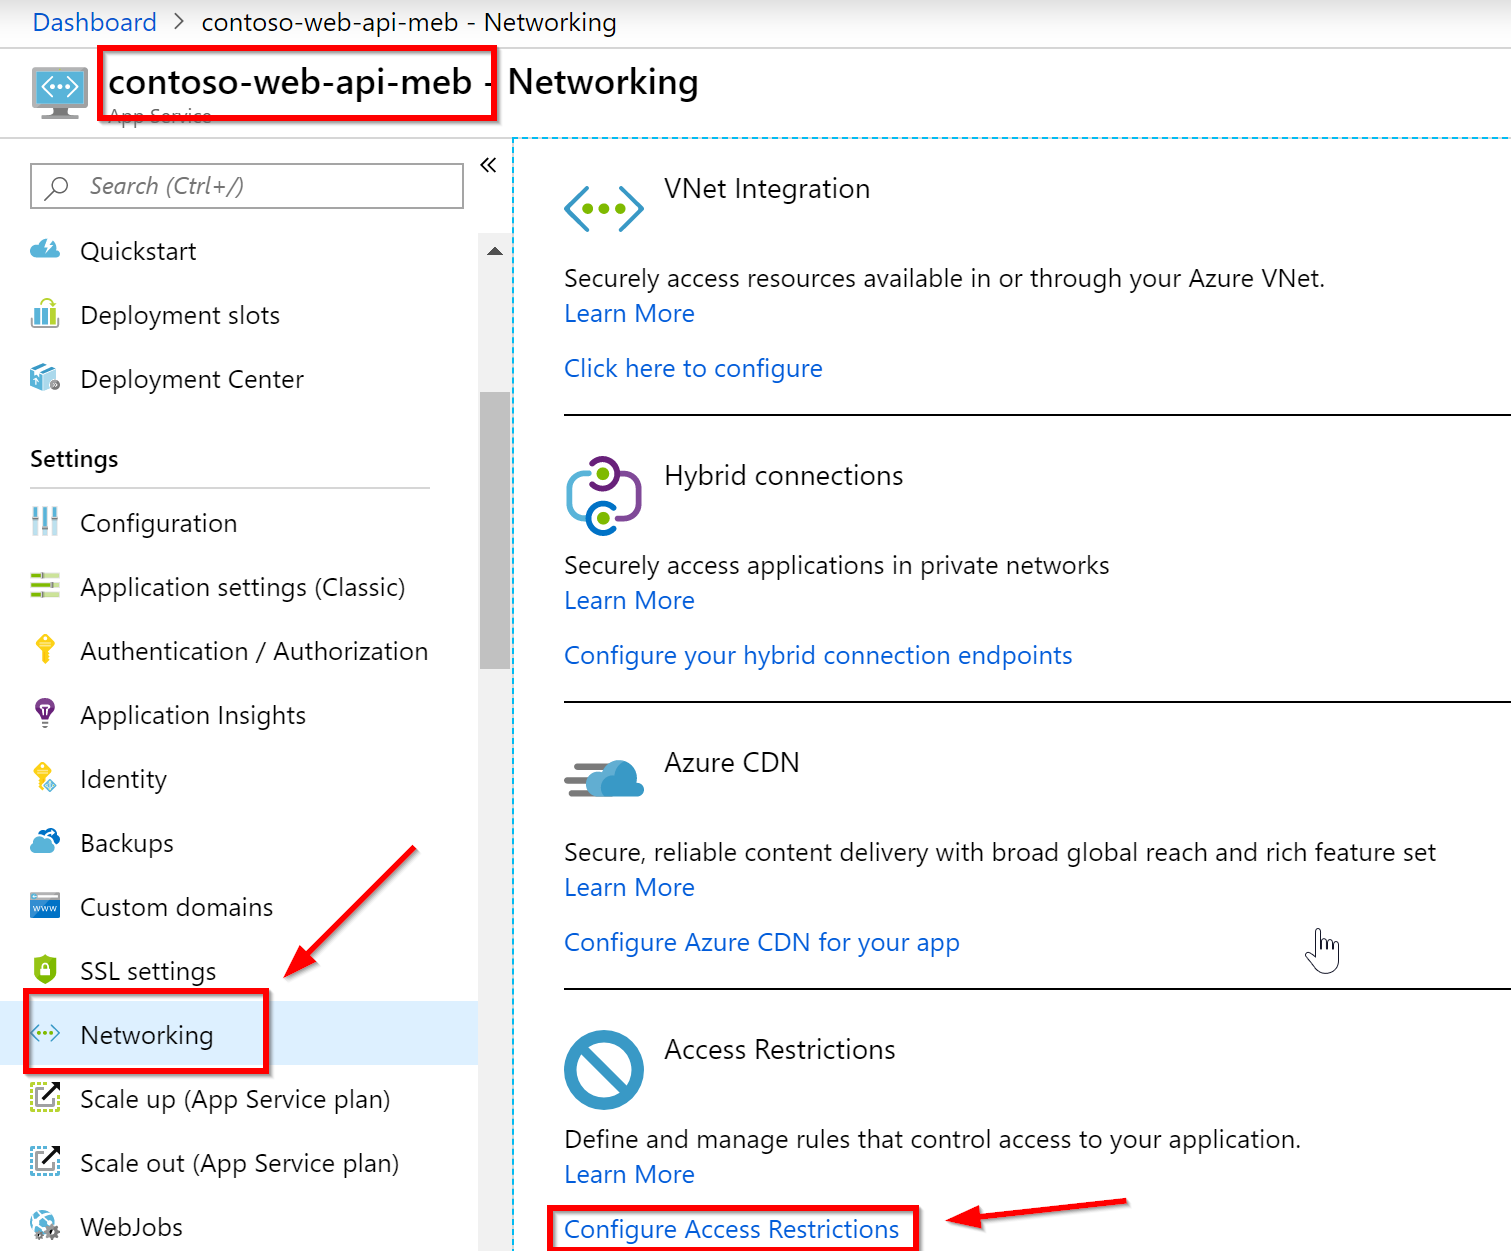 Dashboard > contoso-web-api-meb - Networking
contoso-web-api-meb - Networking
App Service
Search (Ctrl+/)
«
Quickstart
Deployment slots
Deployment Center
Settings
Configuration
Application settings (Classic)
Authentication / Authorization
Application Insights
Identity
Backups
www
Custom domains
SSL settings
Networking
Scale up (App Service plan)
Scale out (App Service plan)
WebJobs
VNet Integration
Securely access resources available in or through your Azure VNet.
Learn More
Click here to configure
Hybrid connections
Securely access applications in private networks
Learn More
Configure your hybrid connection endpoints
Azure CDN
Secure, reliable content delivery with broad global reach and rich feature set
Learn More
Configure Azure CDN for your app
Access Restrictions
Define and manage rules that control access to your application.
Learn More
Configure Access Restrictions